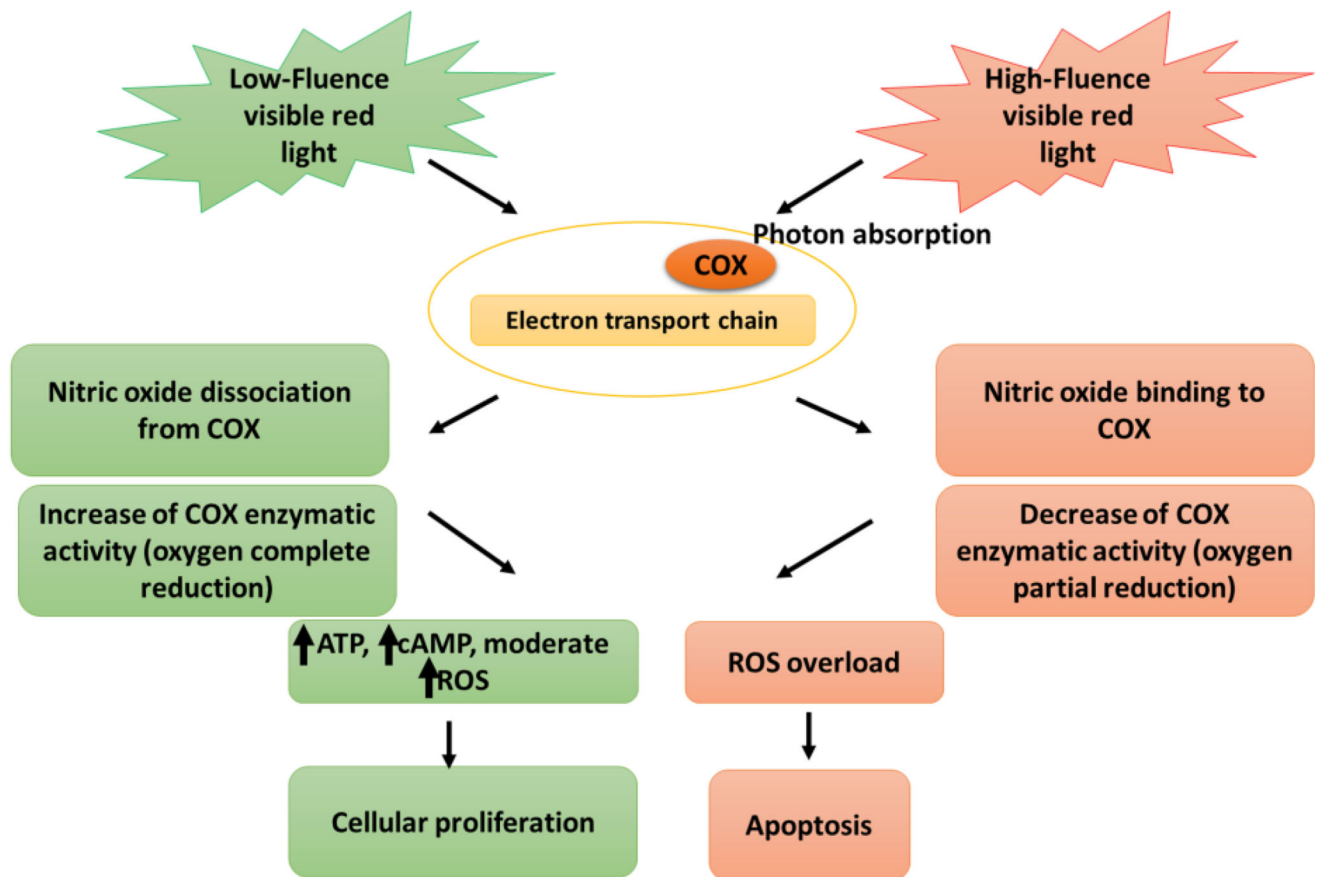 Low-Fluence
visible red
light
High-Fluence
visible red
light
Photon absorption
COX
Electron transport chain
Nitric oxide dissociation
from COX
Nitric oxide binding to
COX
Increase of COX enzymatic
activity (oxygen complete
reduction)
Decrease of COX
enzymatic activity (oxygen
partial reduction)
ATP, cAMP, moderate
ROS
ROS overload
Cellular proliferation
Apoptosis